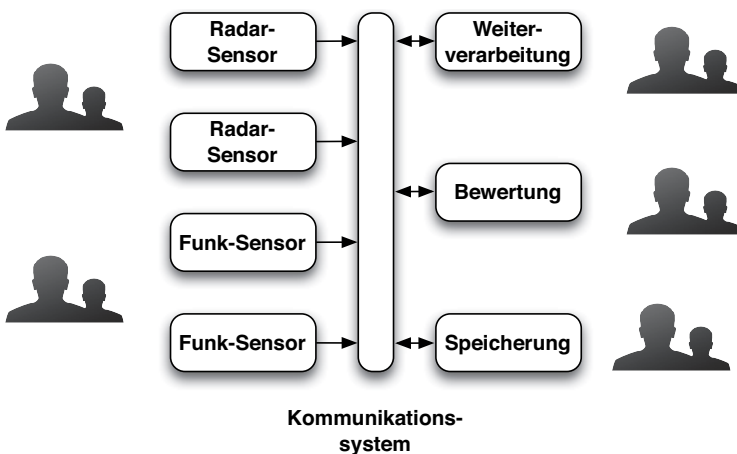 Radar-
Sensor
Weiter-
verarbeitung
Radar-
Sensor
Bewertung
Funk-Sensor
Funk-Sensor
Speicherung
Kommunikations-
system